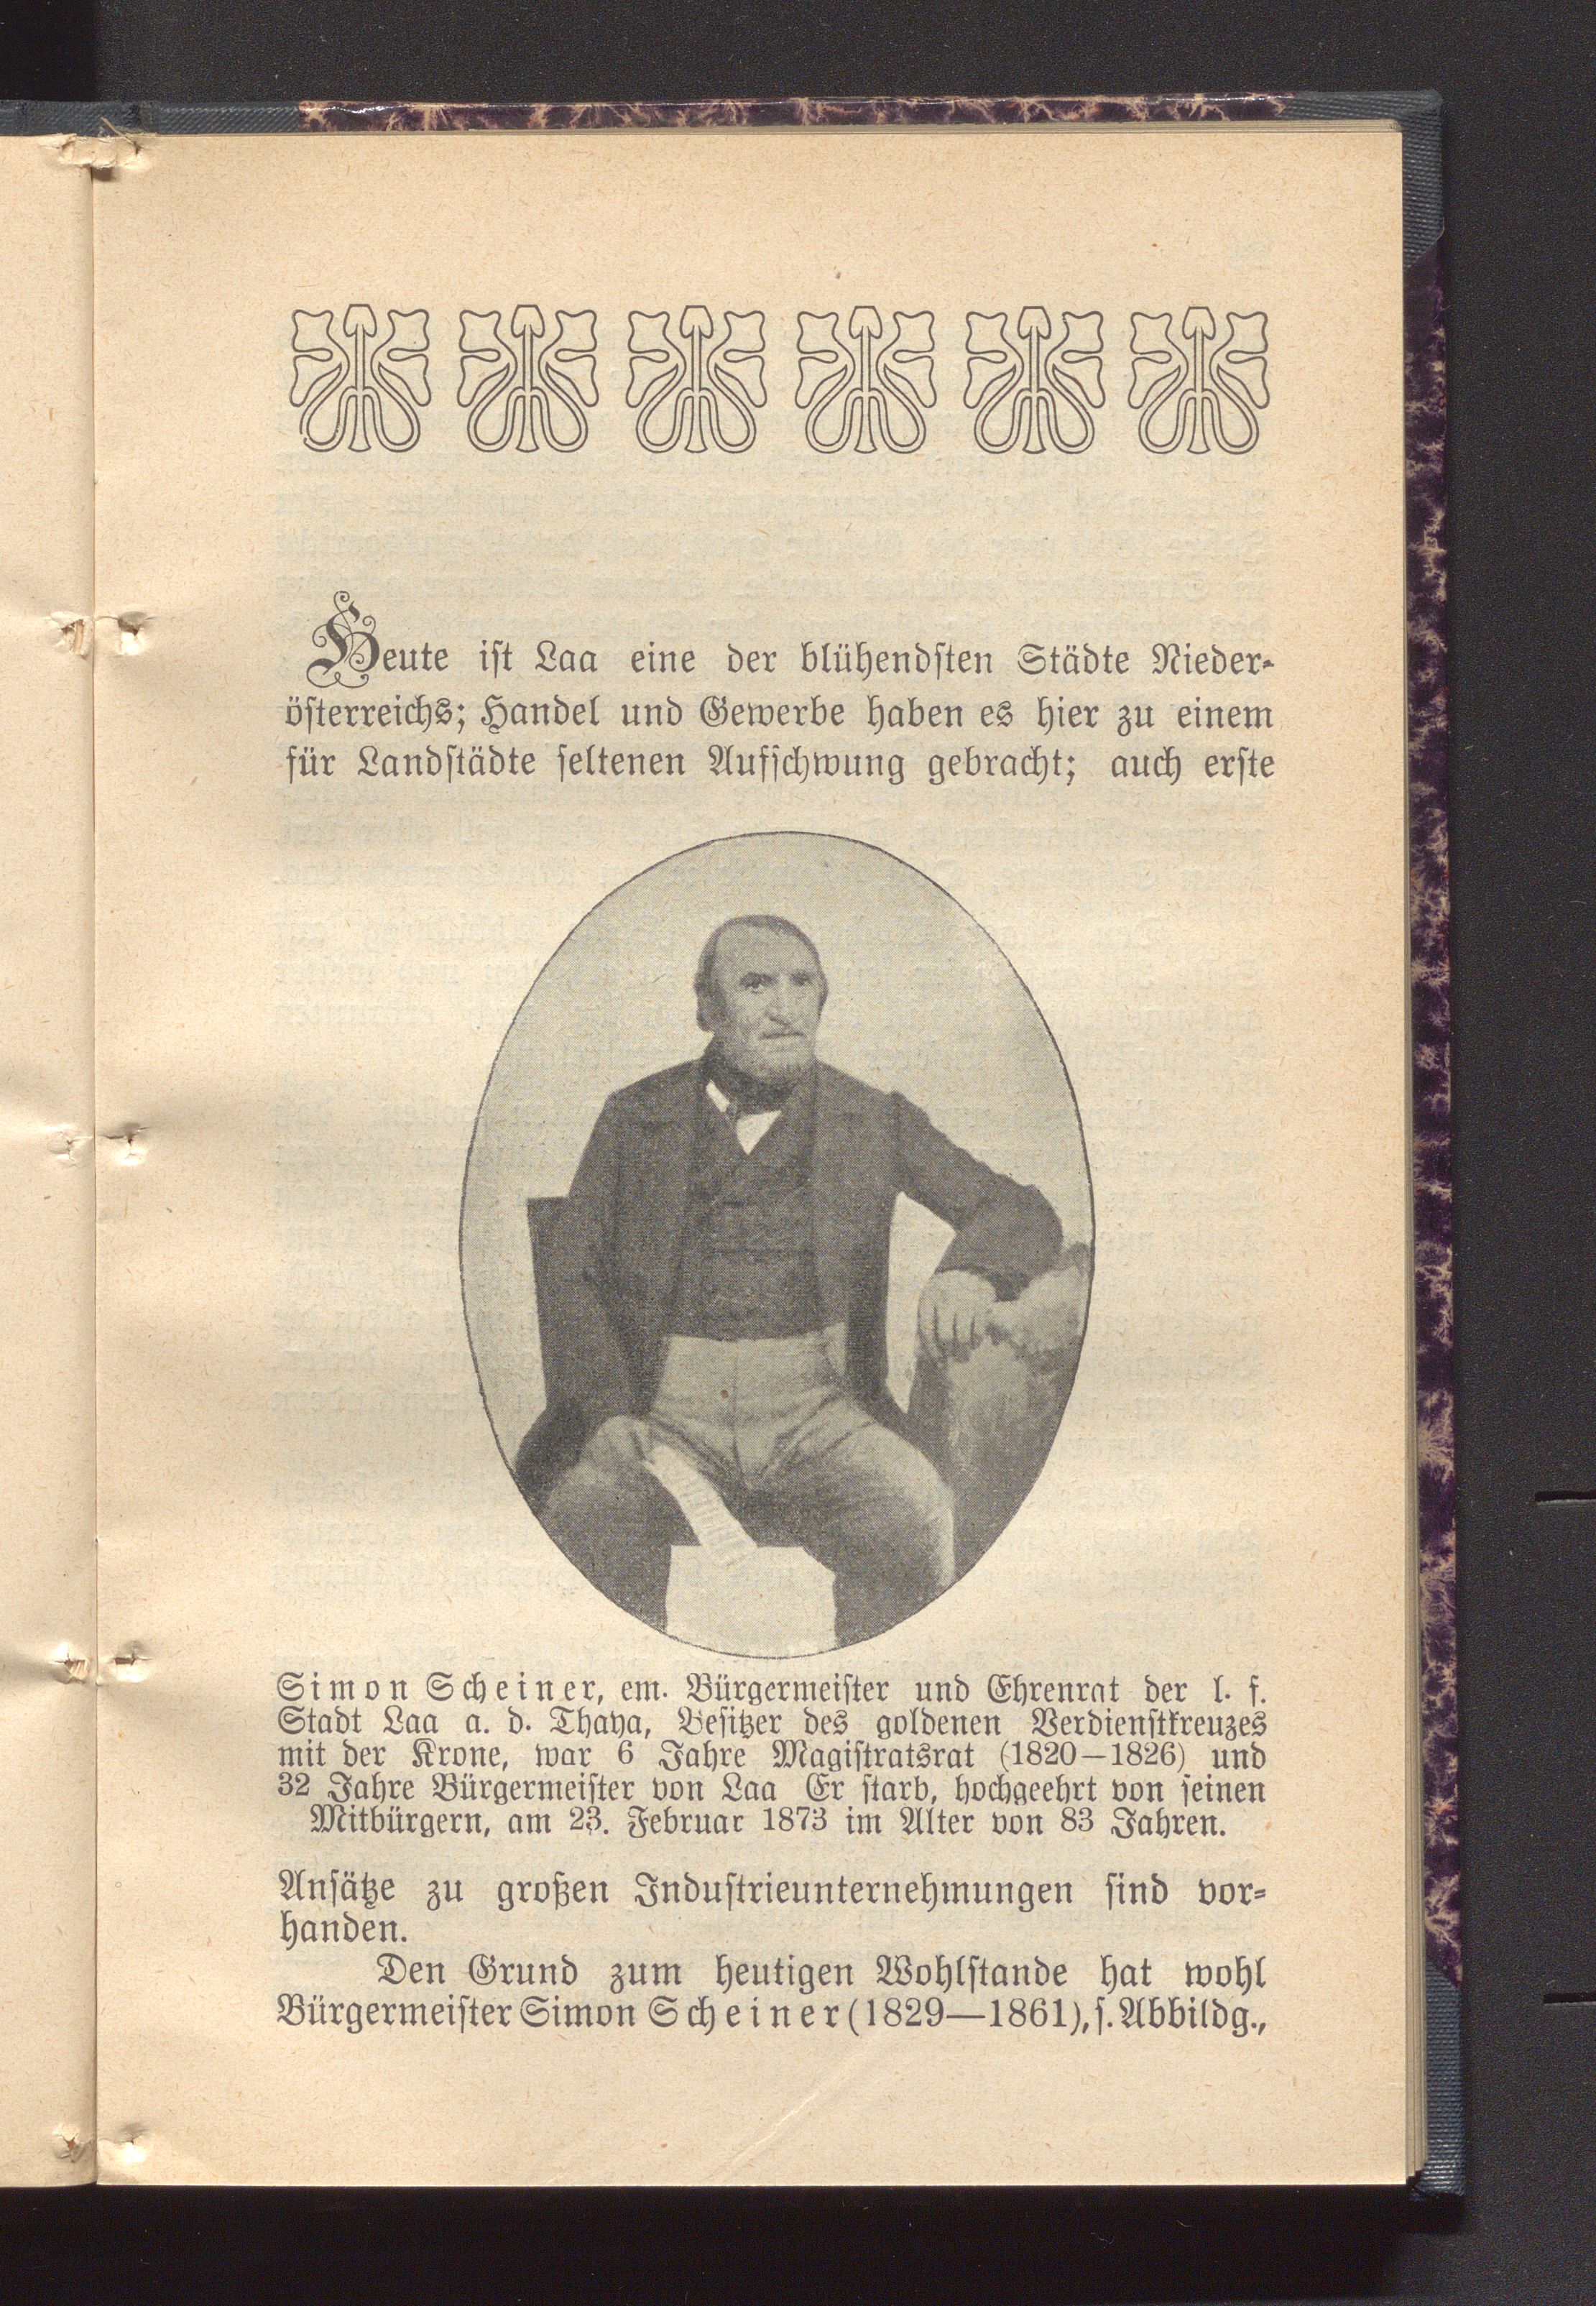 Heute ist Laa eine der blühendsten Städte Nieder-
österreichs; Handel und Gewerbe haben es hier zu einem
für Landstädte seltenen Aufschwung gebracht; auch erste
Simon Scheiner, em. Bürgermeister und Ehrenrat der l. f.
Stadt Laa a. d. Thaya, Besitzer des goldenen Verdienstkreuzes
mit der Krone, war 6 Jahre Magistratsrat (1820—1826) und
32 Jahre Bürgermeister von Laa Er starb, hochgeehrt von seinen
Mitbürgern, am 23. Februar 1873 im Alter von 83 Jahren.
Ansätze zu großen Industrieunternehmungen sind vor-
handen.
Den Grund zum heutigen Wohlstande hat wohl
Bürgermeister Simon Scheiner (1829—1861), s. Abbildg.,